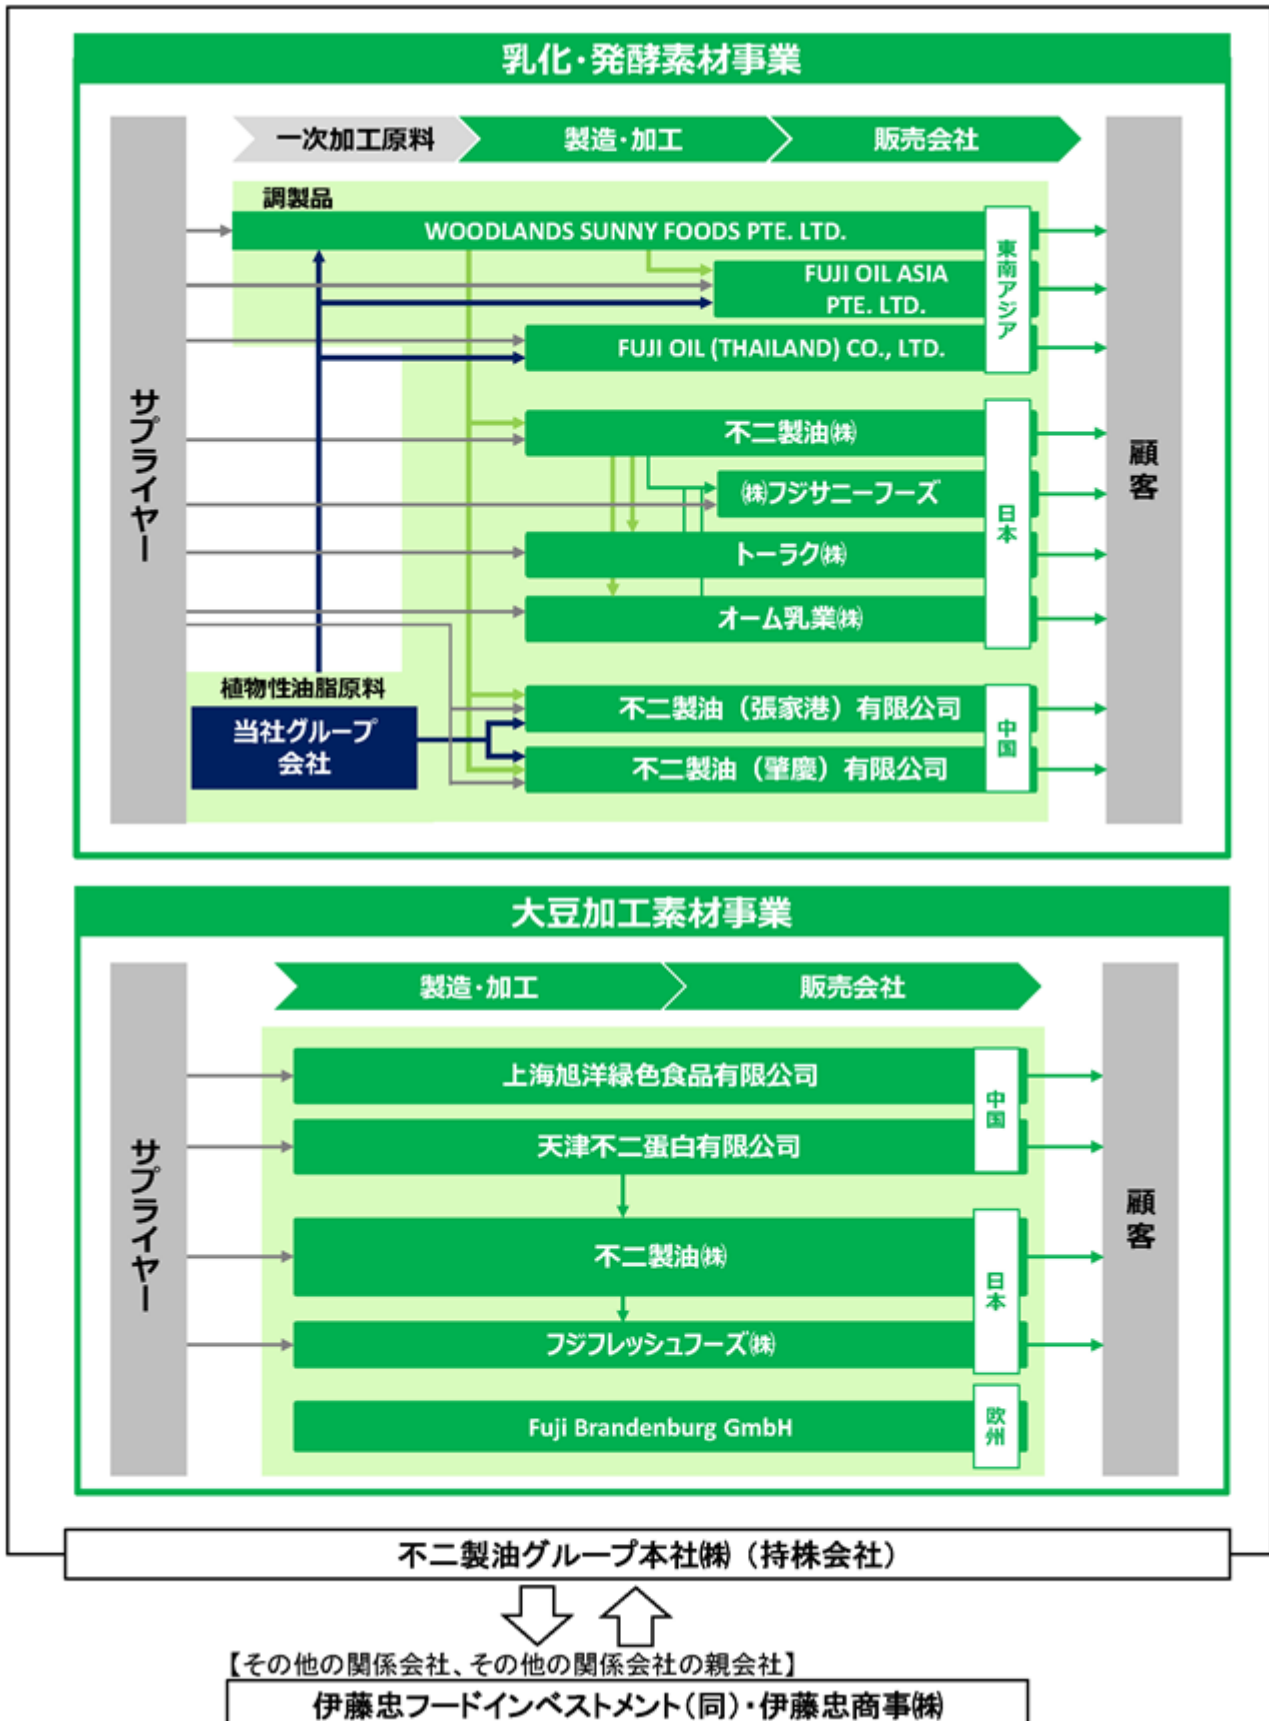 乳化・発酵素材事業
一次加工原料
製造・加工
販売会社
サプライヤー
調製品
WOODLANDS SUNNY FOODS PTE. LTD.
FUJI OIL ASIA
PTE. LTD.
FUJI OIL (THAILAND) CO., LTD.
東南アジア
不二製油㈱
㈱フジサニーフーズ
トーラク㈱
オーム乳業㈱
日本
植物性油脂原料
当社グループ
会社
不二製油（張家港）有限公司
不二製油（肇慶）有限公司
中国
顧客
大豆加工素材事業
製造・加工
販売会社
サプライヤー
上海旭洋緑色食品有限公司
天津不二蛋白有限公司
中国
不二製油㈱
フジフレッシュフーズ㈱
日本
Fuji Brandenburg GmbH
欧州
顧客
不二製油グループ本社㈱（持株会社）
【その他の関係会社、その他の関係会社の親会社】
伊藤忠フードインベストメント(同)・伊藤忠商事㈱